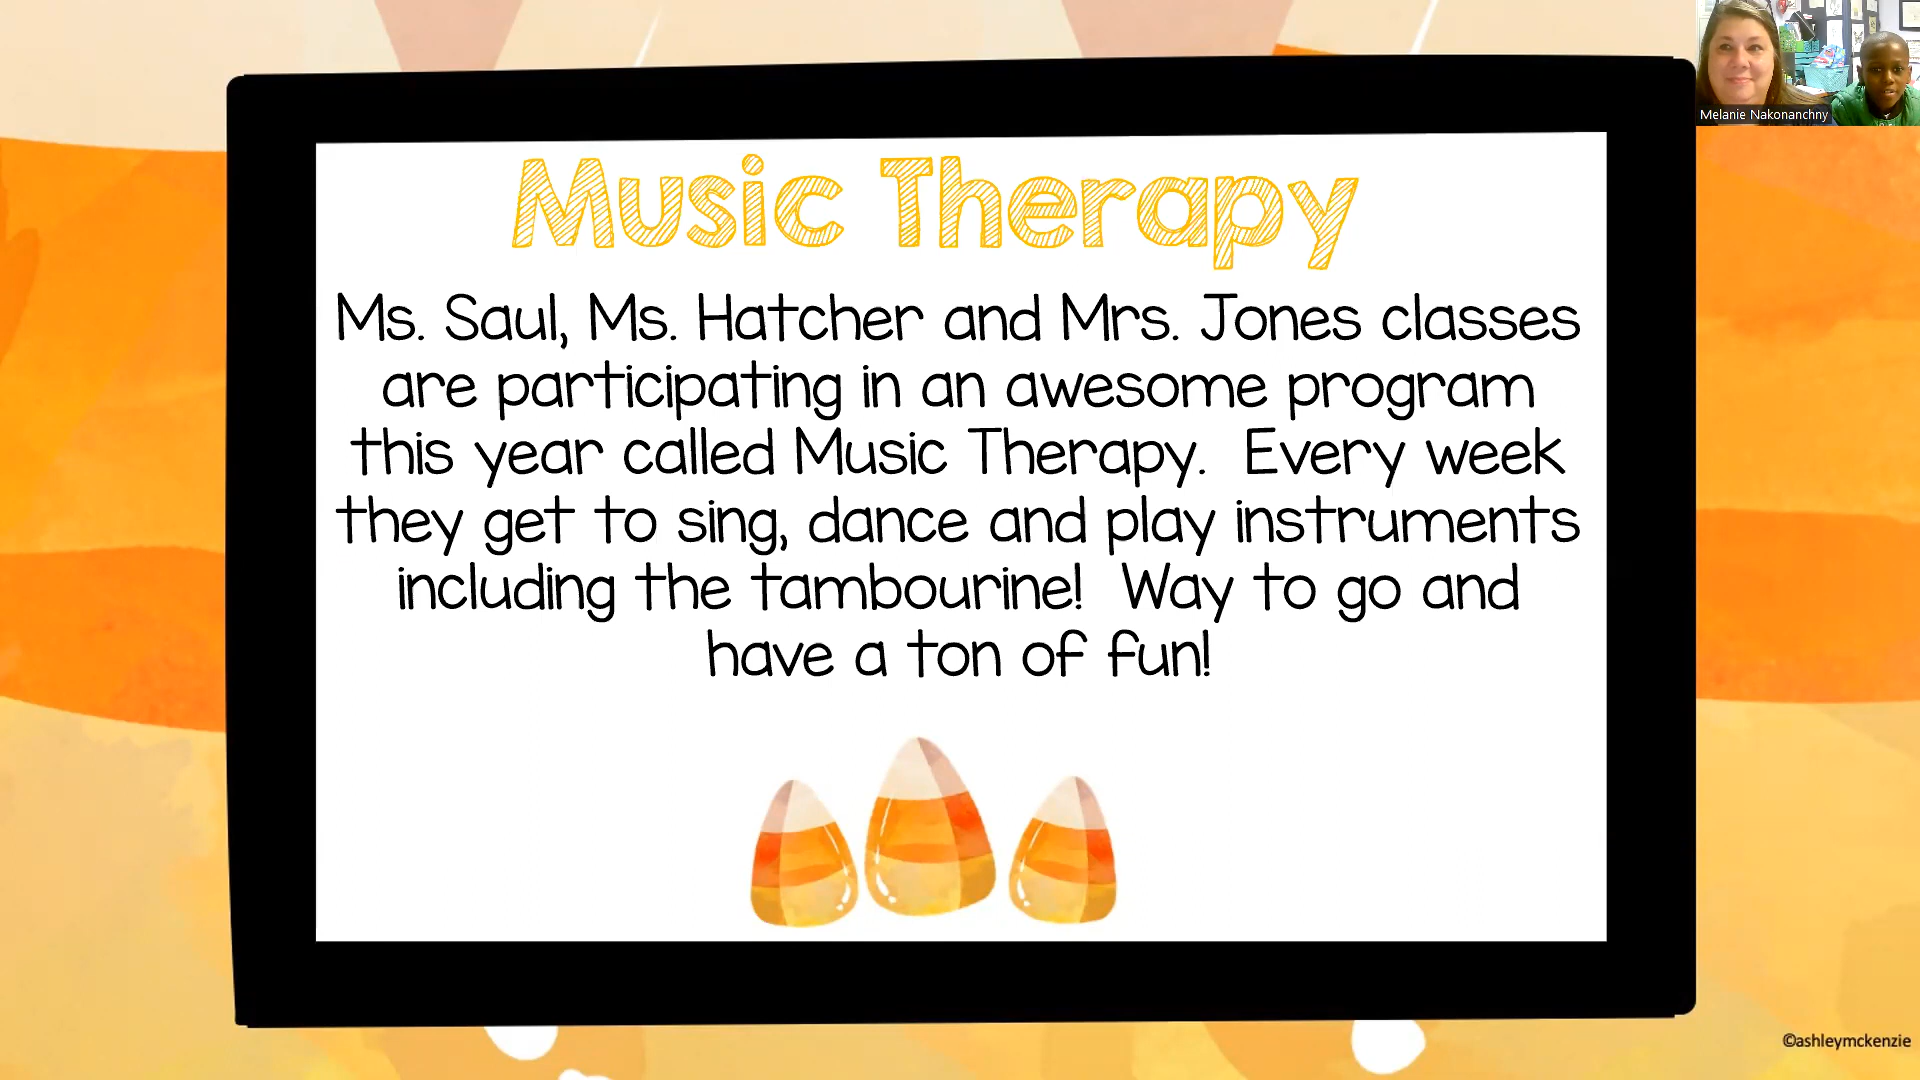 Melanie Nakonanchny
Music Therapy
Ms. Saul, Ms. Hatcher and Mrs. Jones classes
are participating in an awesome program
this year called Music Therapy.  Every week
they get to sing, dance and play instruments
including the tambourine!  Way to go and
have a ton of fun!
©ashleymckenzie